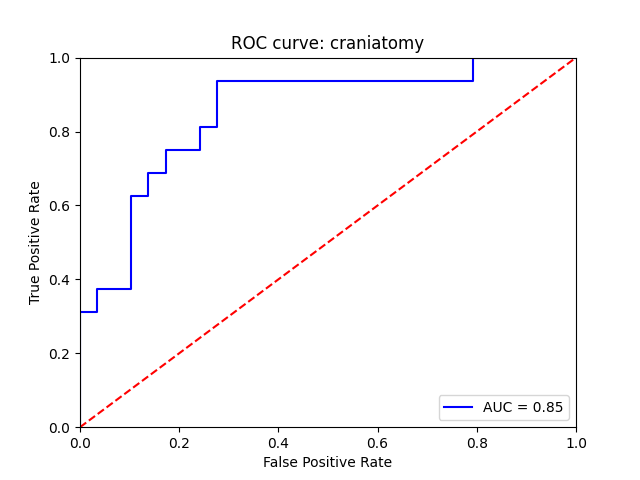 ROC curve: craniatomy
True Positive Rate
1.0
0.8
0.6
0.4
0.2
0.0
AUC = 0.85
0.0 0.2 0.4 0.6 0.8 1.0
False Positive Rate